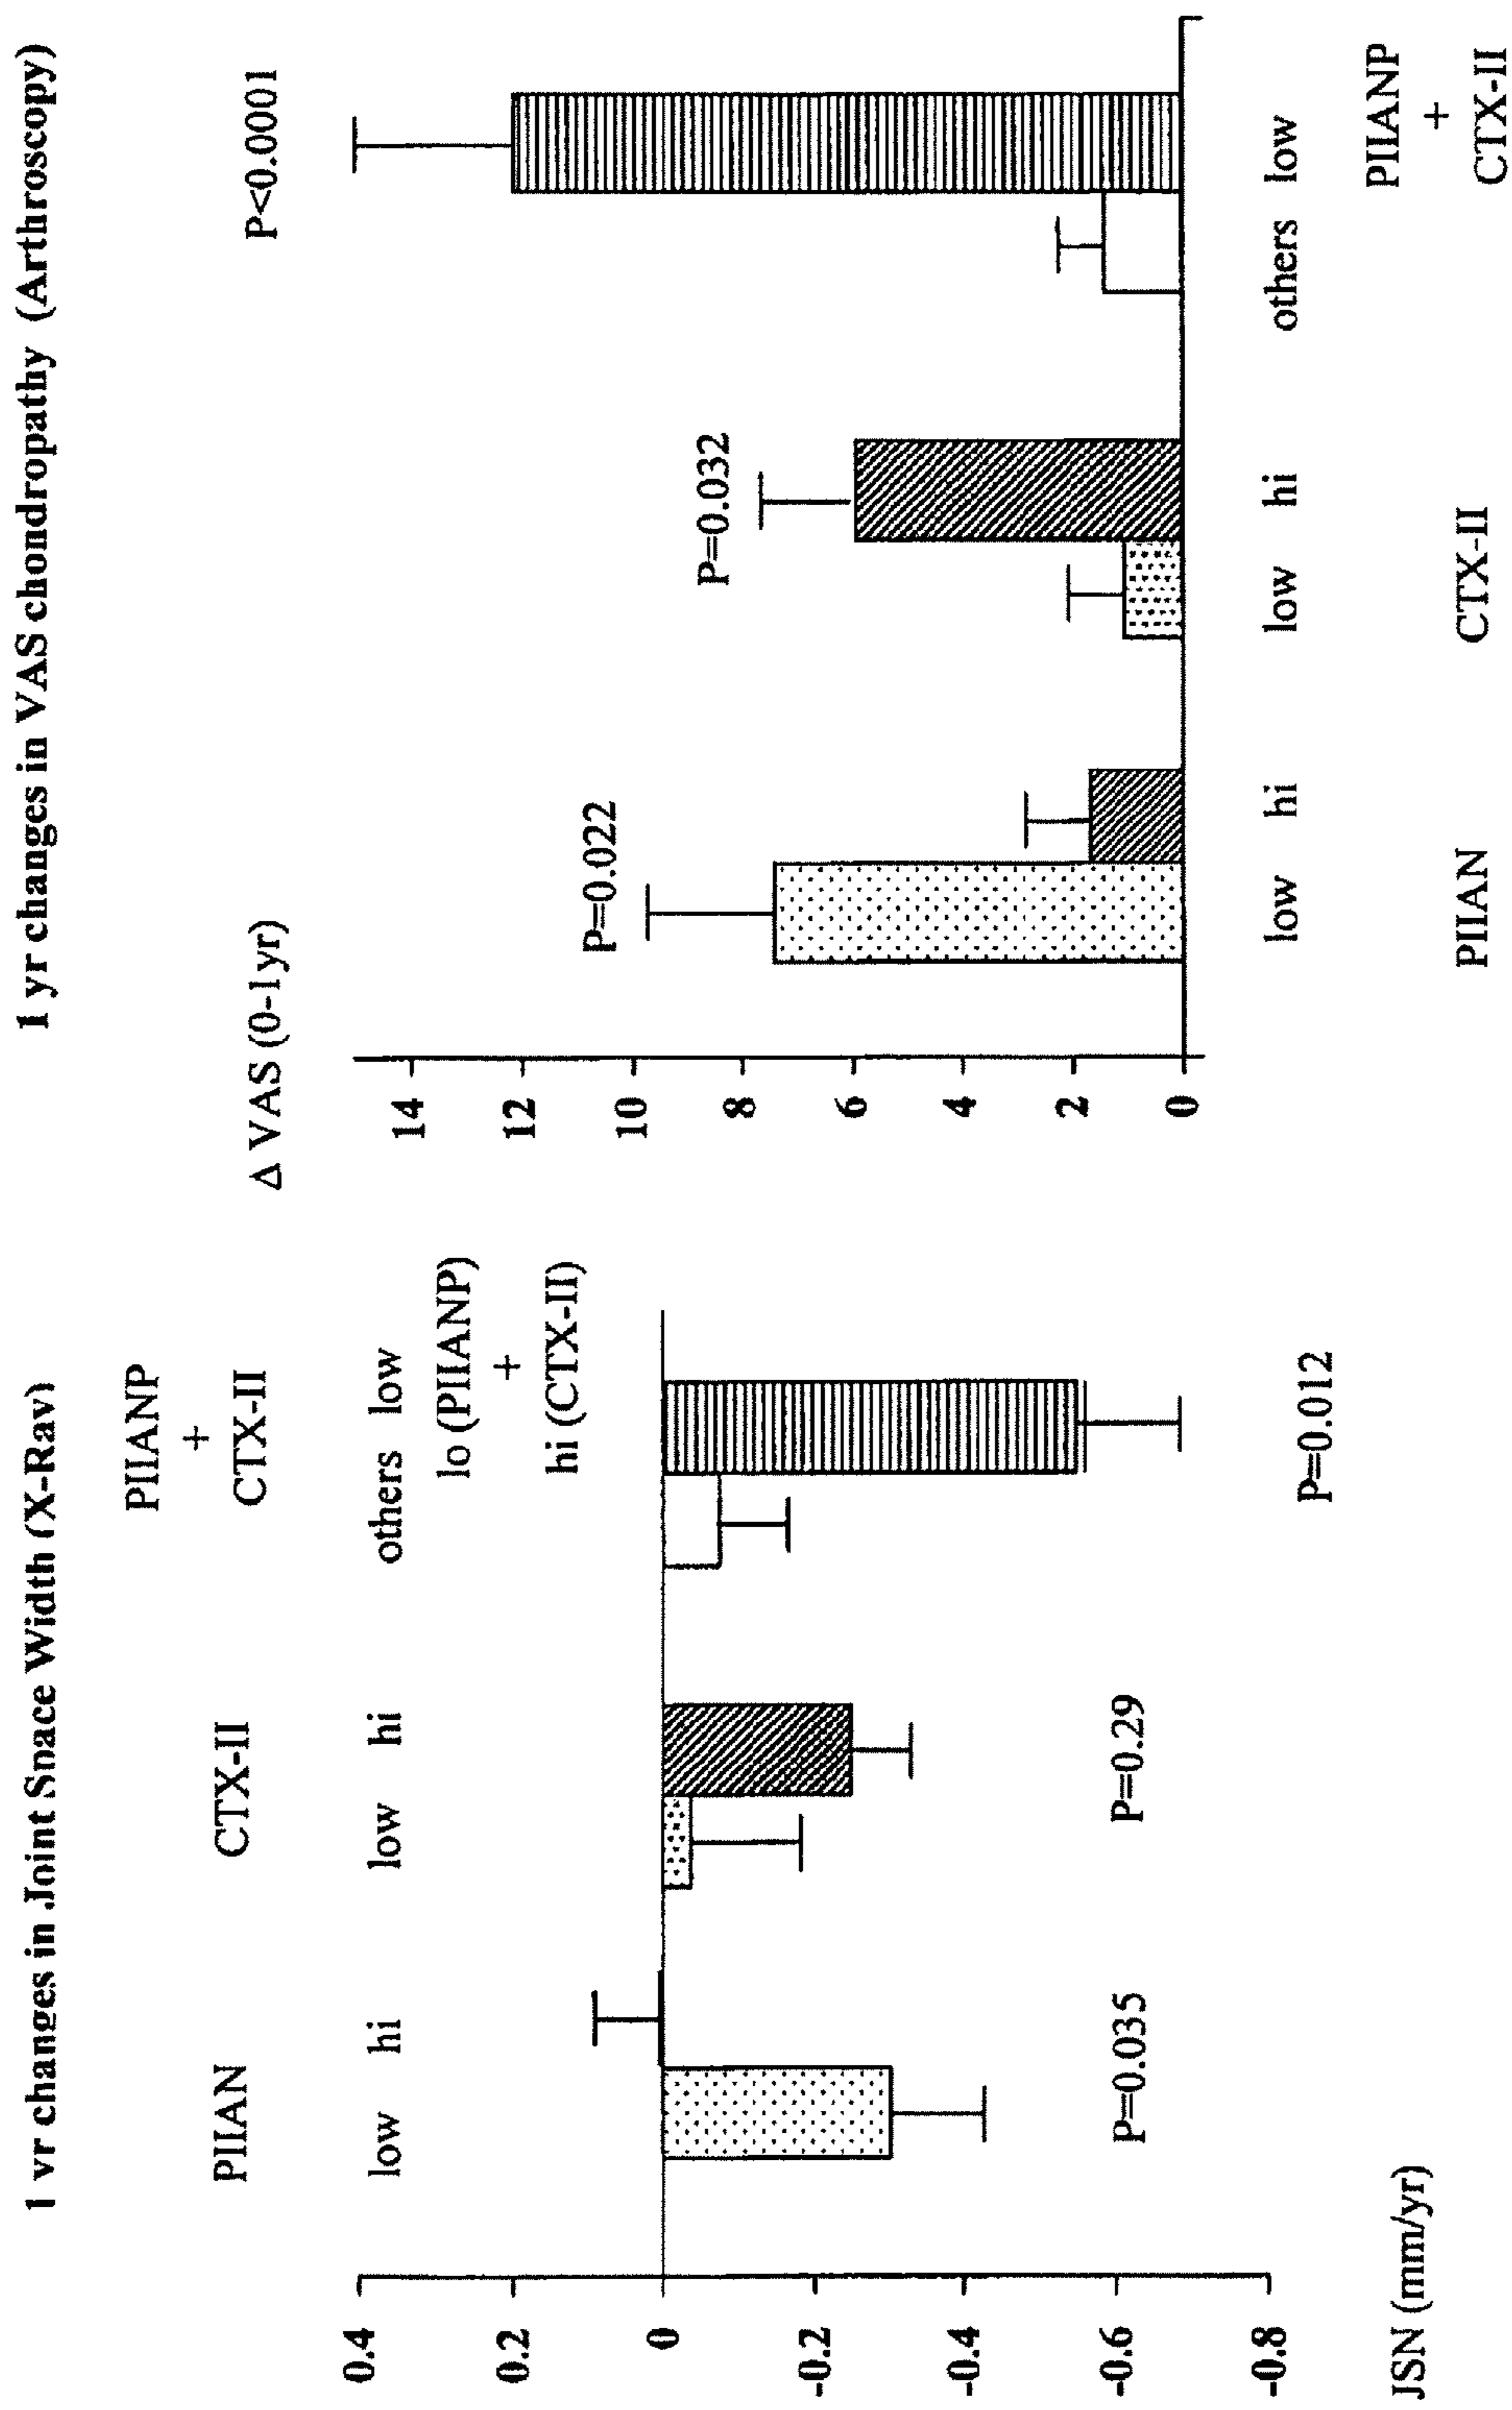 1 yr changes in Joint Space Width (X-Ray)
PIIAN
CTX-II
PIIANP
+
CTX-II
low hi
low hi
others low
lo (PIIANP)
+
hi (CTX-II)
0.4
0.2
0
-0.2
-0.4
-0.6
-0.8
P=0.035
P=0.29
P=0.012
JSN (mm/yr)
1 yr changes in VAS chondropathy (Arthroscopy)
Δ VAS (0-1yr)
14
12
10
8
6
4
2
0
P=0.022
P=0.032
P<0.0001
low hi
low hi
others low
PIIAN
CTX-II
PIIANP
+
CTX-II